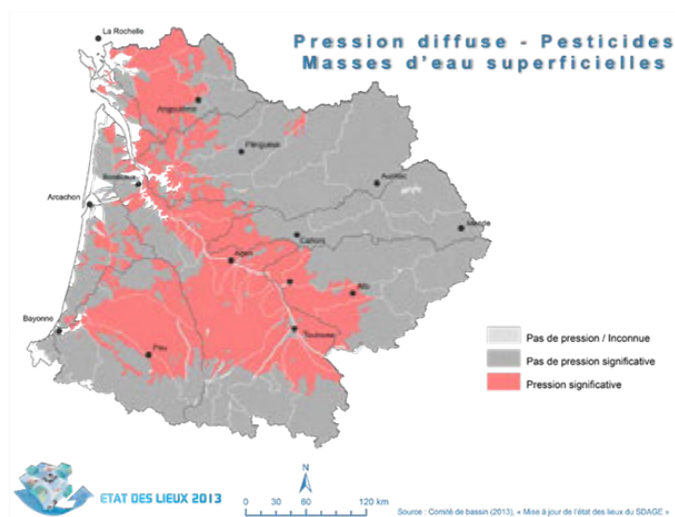 La Rochelle
Pression diffuse - Pesticides
Masses d'eau superficielles
Angoulême
Périgueux
Aurillac
Bordeaux
Arcachon
Mende
Cahors
Agen
Albi
Bayonne
Toulouse
Pau
Pas de pression / Inconnue
Pas de pression significative
Pression significative
ETAT DES LIEUX 2013
N
0 30 60 120 km
Source : Comité de bassin (2013), « Mise à jour de l'état des lieux du SDAGE »